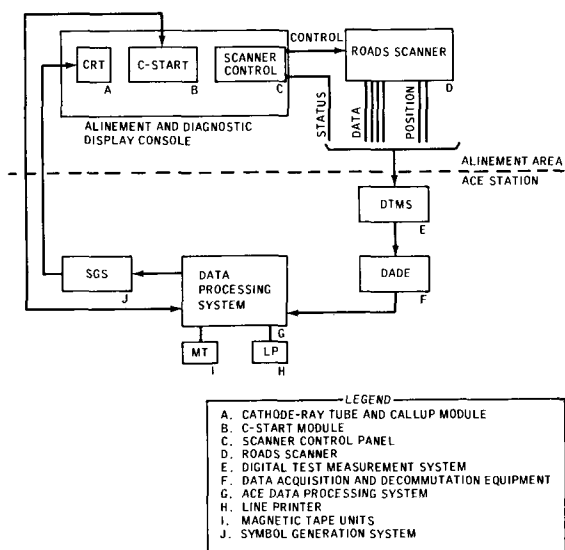 CONTROL
CRT
A
C-START
B
SCANNER
CONTROL
C
ROADS SCANNER
D
ALINEMENT AND DIAGNOSTIC
DISPLAY CONSOLE
STATUS
DATA
POSITION
ALINEMENT AREA
ACE STATION
DTMS
E
SGS
J
DATA
PROCESSING
SYSTEM
G
DADE
F
MT
I
LP
H
LEGEND
A. CATHODE-RAY TUBE AND CALLUP MODULE
B. C-START MODULE
C. SCANNER CONTROL PANEL
D. ROADS SCANNER
E. DIGITAL TEST MEASUREMENT SYSTEM
F. DATA ACQUISITION AND DECOMMUTATION EQUIPMENT
G. ACE DATA PROCESSING SYSTEM
H. LINE PRINTER
I. MAGNETIC TAPE UNITS
J. SYMBOL GENERATION SYSTEM